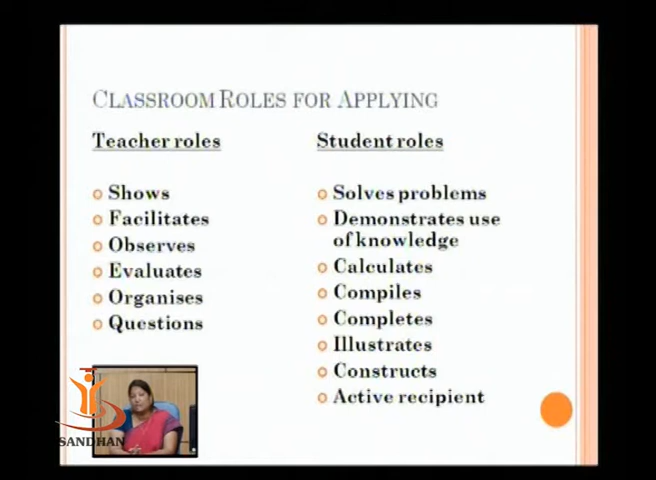 CLASSROOM ROLES FOR APPLYING
Teacher roles
Shows
Facilitates
Observes
Evaluates
Organises
Questions
Student roles
Solves problems
Demonstrates use
of knowledge
Calculates
Compiles
Completes
Illustrates
Constructs
Active recipient
SANDHAN